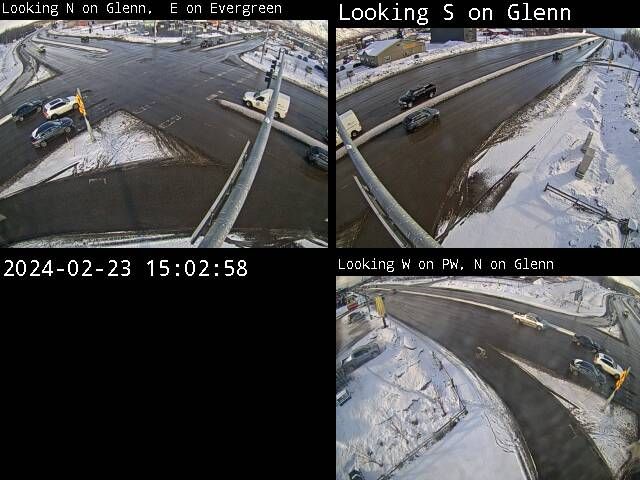 Looking N on Glenn,  E on Evergreen
Looking S on Glenn
2024-02-23 15:02:58
Looking W on PW, N on Glenn